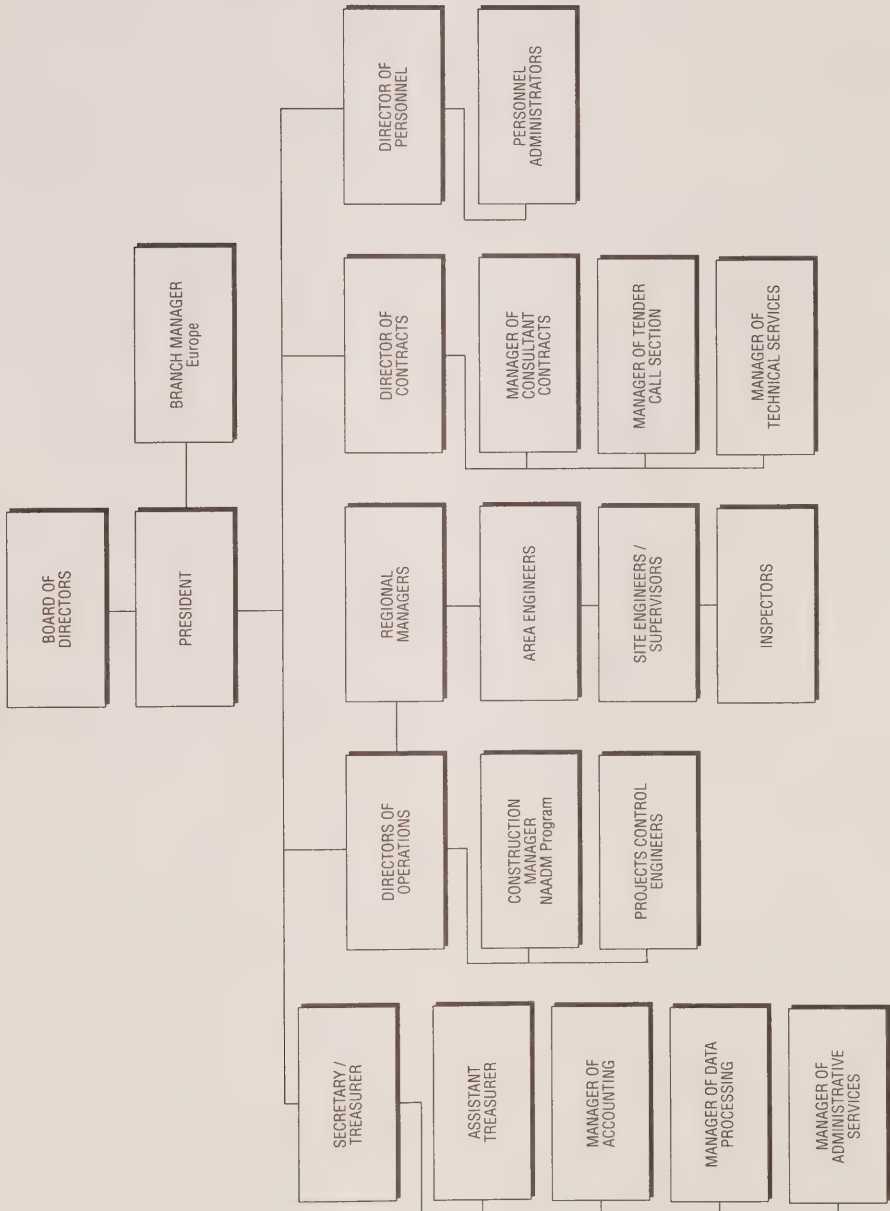 BOARD OF
DIRECTORS
PRESIDENT
BRANCH MANAGER
Europe
SECRETARY /
TREASURER
ASSISTANT
TREASURER
MANAGER OF
ACCOUNTING
MANAGER OF DATA
PROCESSING
MANAGER OF
ADMINISTRATIVE
SERVICES
DIRECTORS OF
OPERATIONS
CONSTRUCTION
MANAGER
NAADM Program
PROJECTS CONTROL
ENGINEERS
REGIONAL
MANAGERS
AREA ENGINEERS
SITE ENGINEERS /
SUPERVISORS
INSPECTORS
DIRECTOR OF
CONTRACTS
MANAGER OF
CONSULTANT
CONTRACTS
MANAGER OF TENDER
CALL SECTION
MANAGER OF
TECHNICAL SERVICES
DIRECTOR OF
PERSONNEL
PERSONNEL
ADMINISTRATORS